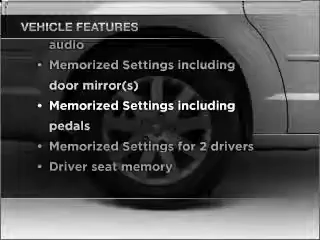 VEHICLE FEATURES
audio
• Memorized Settings including
door mirror(s)
• Memorized Settings including
pedals
• Memorized Settings for 2 drivers
• Driver seat memory